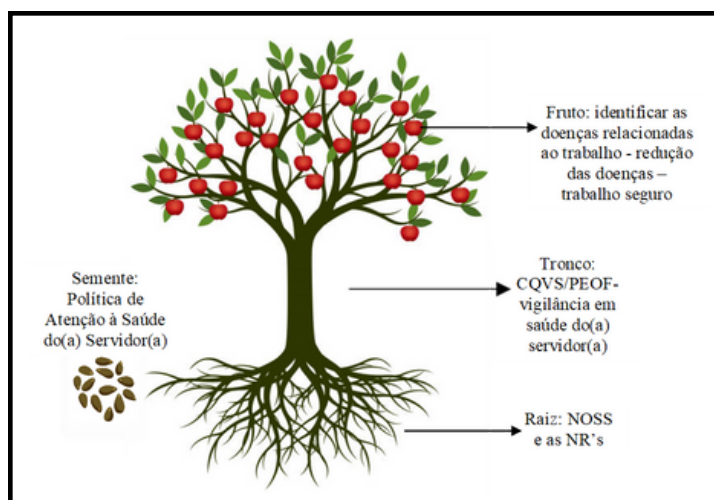 Fruto: identificar as
doenças relacionadas
ao trabalho - redução
das doenças –
trabalho seguro
Semente:
Política de
Atenção à Saúde
do(a) Servidor(a)
Tronco:
CQVS/PEOF-
vigilância em
saúde do(a)
servidor(a)
Raiz: NOSS
e as NR's